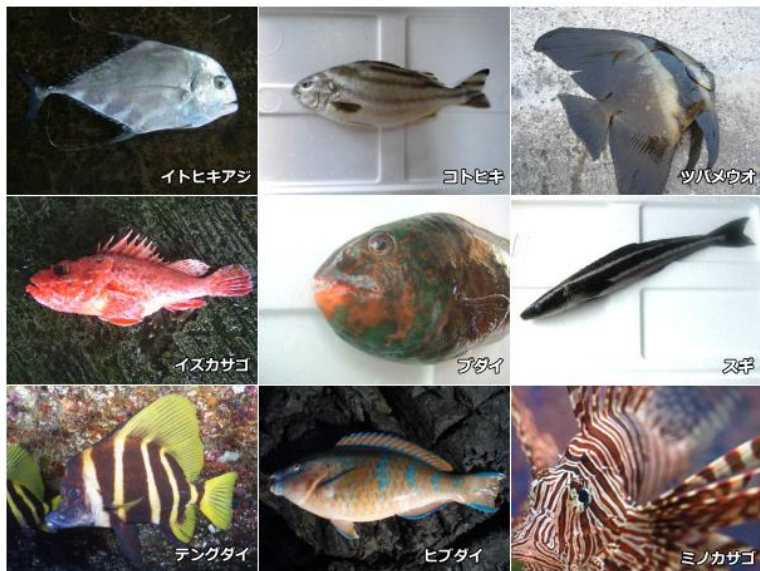 イトヒキアジ
コトヒキ
ツバメウオ
イズカサゴ
ブダイ
スギ
テングダイ
ヒブダイ
ミノカサゴ